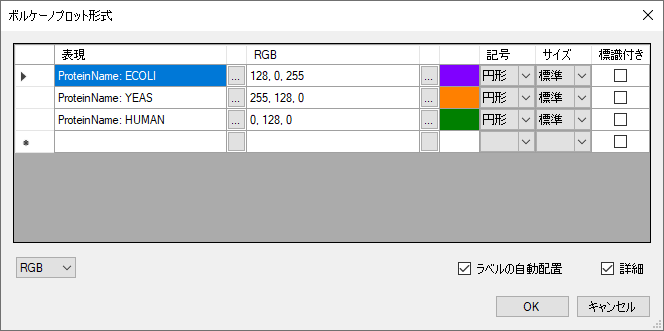 ボルケーノプロット形式
表現 RGB 記号 サイズ 標識付き
ProteinName: ECOLI ... 128, 0, 255 円形 標準
ProteinName: YEAS ... 255, 128, 0 ... 円形 標準
ProteinName: HUMAN ... 0, 128, 0 ... 円形 標準
... ...
RGB ラベルの自動配置 詳細
OK キャンセル